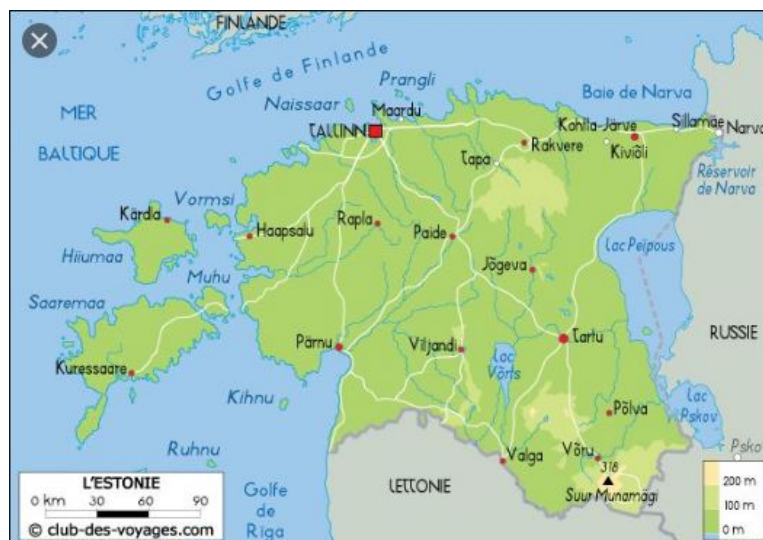 FINLANDE
Golfe de Finlande
Prangli
Baie de Narva
Naissaar
Maardu
MER
BALTIQUE
TALLINN
Kohtla-Järve
Sillamäe
Narva
Rakvere
Kiviõli
Tapa
Réservoir
de Narva
Vormsi
Kärdla
Haapsalu
Rapla
Paide
Hiiumaa
Lac Peïpous
Muhu
Jõgeva
Saaremaa
RUSSIE
Pärnu
Viljandi
Tartu
Lac
Võrts
Kuressaare
Kihnu
Lac
Pskov
Põlva
Ruhnu
Valga
Võru
Psko
318
Suur Munamägi
L'ESTONIE
0 km 30 60 90
© club-des-voyages.com
Golfe
de
Riga
LETTONIE
200 m
100 m
0 m